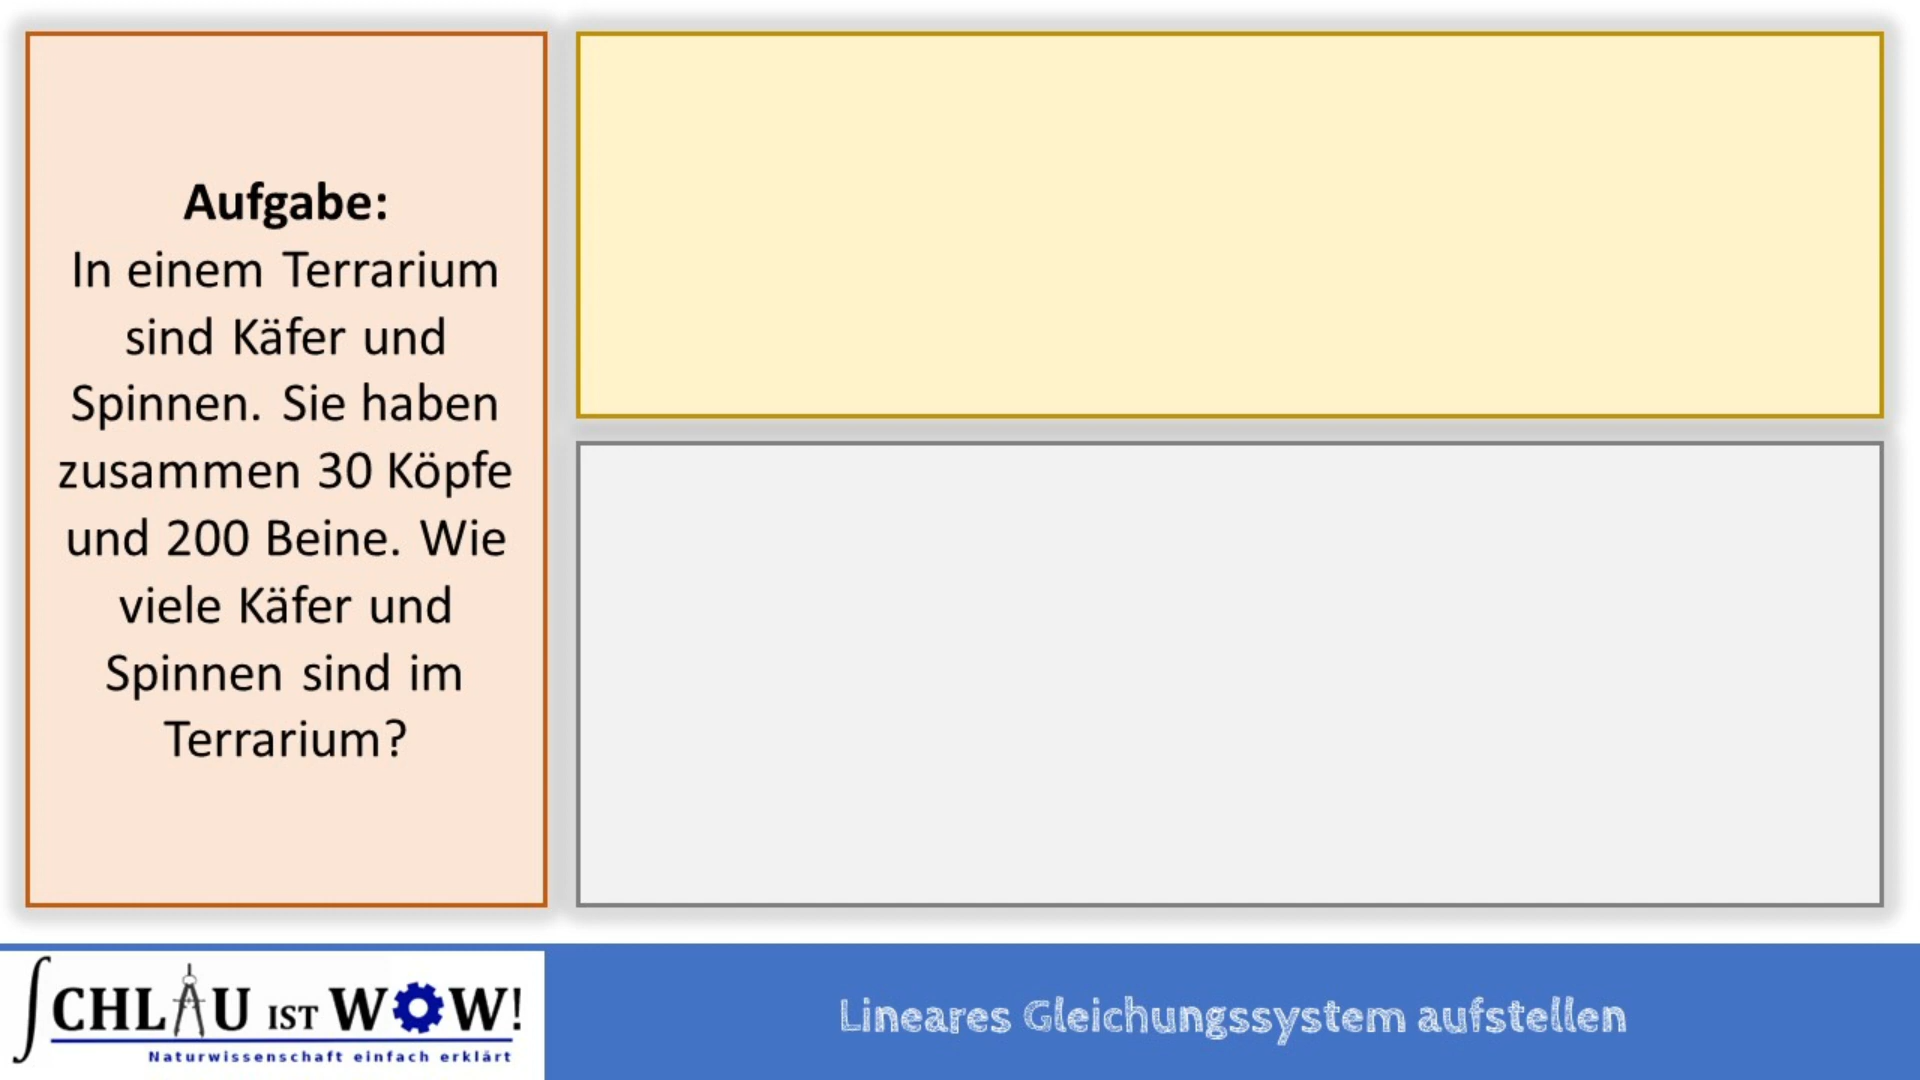 Aufgabe:
In einem Terrarium
sind Käfer und
Spinnen. Sie haben
zusammen 30 Köpfe
und 200 Beine. Wie
viele Käfer und
Spinnen sind im
Terrarium?
SCHLAU IST WOW!
Naturwissenschaft einfach erklärt
Lineares Gleichungssystem aufstellen